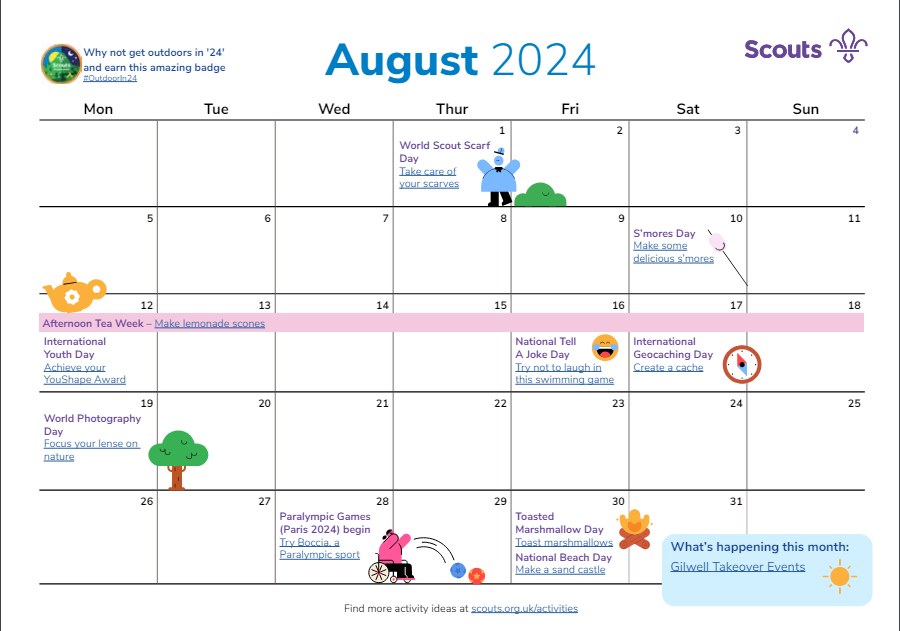 Why not get outdoors in '24'
and earn this amazing badge
#OutdoorIn24
August 2024
Scouts
Mon Tue Wed Thur Fri Sat Sun
1 2 3 4
World Scout Scarf
Day
Take care of
your scarves
5 6 7 8 9 10 11
S'mores Day
Make some
delicious s'mores
12 13 14 15 16 17 18
Afternoon Tea Week – Make lemonade scones
International
Youth Day
Achieve your
YouShape Award
National Tell
A Joke Day
Try not to laugh in
this swimming game
International
Geocaching Day
Create a cache
19 20 21 22 23 24 25
World Photography
Day
Focus your lense on
nature
26 27 28 29 30 31
Paralympic Games
(Paris 2024) begin
Try Boccia, a
Paralympic sport
Toasted
Marshmallow Day
Toast marshmallows
National Beach Day
Make a sand castle
What's happening this month:
Gilwell Takeover Events
Find more activity ideas at scouts.org.uk/activities